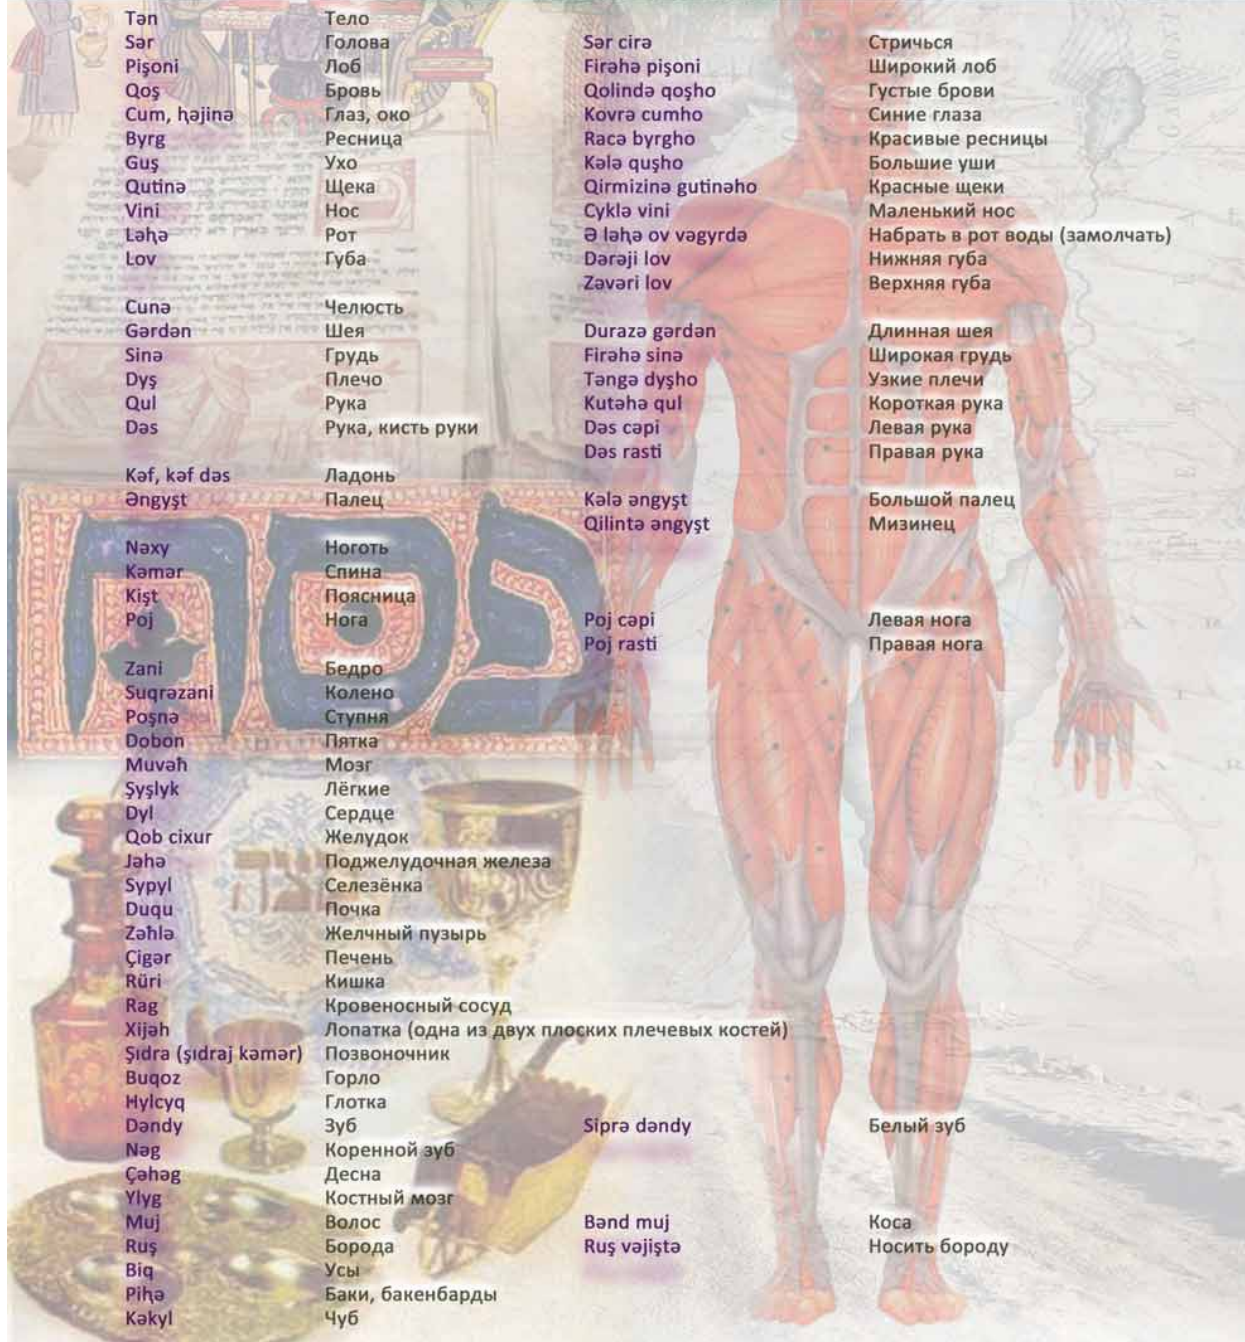 Tən Тело
Sər Голова Sər cirə Стричься
Pişoni Лоб Firəhə pişoni Широкий лоб
Qoş Бровь Qolində qoşho Густые брови
Cum, ⱨəjinə Глаз, око Kovrə cumho Синие глаза
Byrg Ресница Racə byrgho Красивые ресницы
Guş Ухо Kələ quşho Большие уши
Qutinə Щека Qirmizinə gutinəho Красные щеки
Vini Нос Cyklə vini Маленький нос
Ləⱨə Рот Ə ləⱨə ov vəgyrdə Набрать в рот воды (замолчать)
Lov Губа Dərəji lov Нижняя губа
Zəvəri lov Верхняя губа
Cunə Челюсть
Gərdən Шея Durazə gərdən Длинная шея
Sinə Грудь Firəhə sinə Широкая грудь
Dyş Плечо Təngə dyşho Узкие плечи
Qul Рука Kutəhə qul Короткая рука
Dəs Рука, кисть руки Dəs cəpi Левая рука
Dəs rasti Правая рука
Kəf, kəf dəs Ладонь
Əngyşt Палец Kələ əngyşt Большой палец
Qilintə əngyşt Мизинец
Nəxy Ноготь
Kəmər Спина
Kişt Поясница
Poj Нога Poj cəpi Левая нога
Poj rasti Правая нога
Zani Бедро
Suqrəzani Колено
Poşnə Ступня
Dobon Пятка
Muvəħ Мозг
Şyşlyk Лёгкие
Dyl Сердце
Qob cixur Желудок
Jəhə Поджелудочная железа
Sypyl Селезёнка
Duqu Почка
Zəħlə Желчный пузырь
Çigər Печень
Rüri Кишка
Rag Кровеносный сосуд
Xijəh Лопатка (одна из двух плоских плечевых костей)
Şıdra (şıdraj kəmər) Позвоночник
Buqoz Горло
Hylcyq Глотка
Dəndy Зуб Siprə dəndy Белый зуб
Nəg Коренной зуб
Çəhəg Десна
Ylyg Костный мозг
Muj Волос Bənd muj Коса
Ruş Борода Ruş vəjiştə Носить бороду
Biq Усы
Piⱨə Баки, бакенбарды
Kəkyl Чуб
פסח
מצה